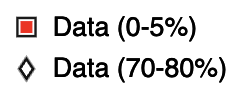 Data (0-5%)
Data (70-80%)